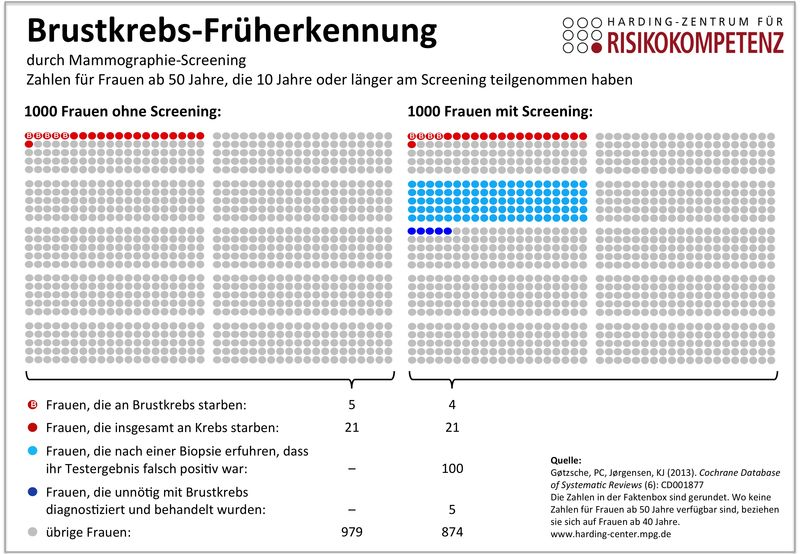 Brustkrebs-Früherkennung
durch Mammographie-Screening
Zahlen für Frauen ab 50 Jahre, die 10 Jahre oder länger am Screening teilgenommen haben
HARDING-ZENTRUM FÜR
RISIKOKOMPETENZ
1000 Frauen ohne Screening:
1000 Frauen mit Screening:
B B B B B
B B B B
B Frauen, die an Brustkrebs starben: 5 4
Frauen, die insgesamt an Krebs starben: 21 21
Frauen, die nach einer Biopsie erfuhren, dass
ihr Testergebnis falsch positiv war: – 100
Frauen, die unnötig mit Brustkrebs
diagnostiziert und behandelt wurden: – 5
übrige Frauen: 979 874
Quelle:
Gøtzsche, PC, Jørgensen, KJ (2013). Cochrane Database
of Systematic Reviews (6): CD001877
Die Zahlen in der Faktenbox sind gerundet. Wo keine
Zahlen für Frauen ab 50 Jahre verfügbar sind, beziehen
sie sich auf Frauen ab 40 Jahre.
www.harding-center.mpg.de